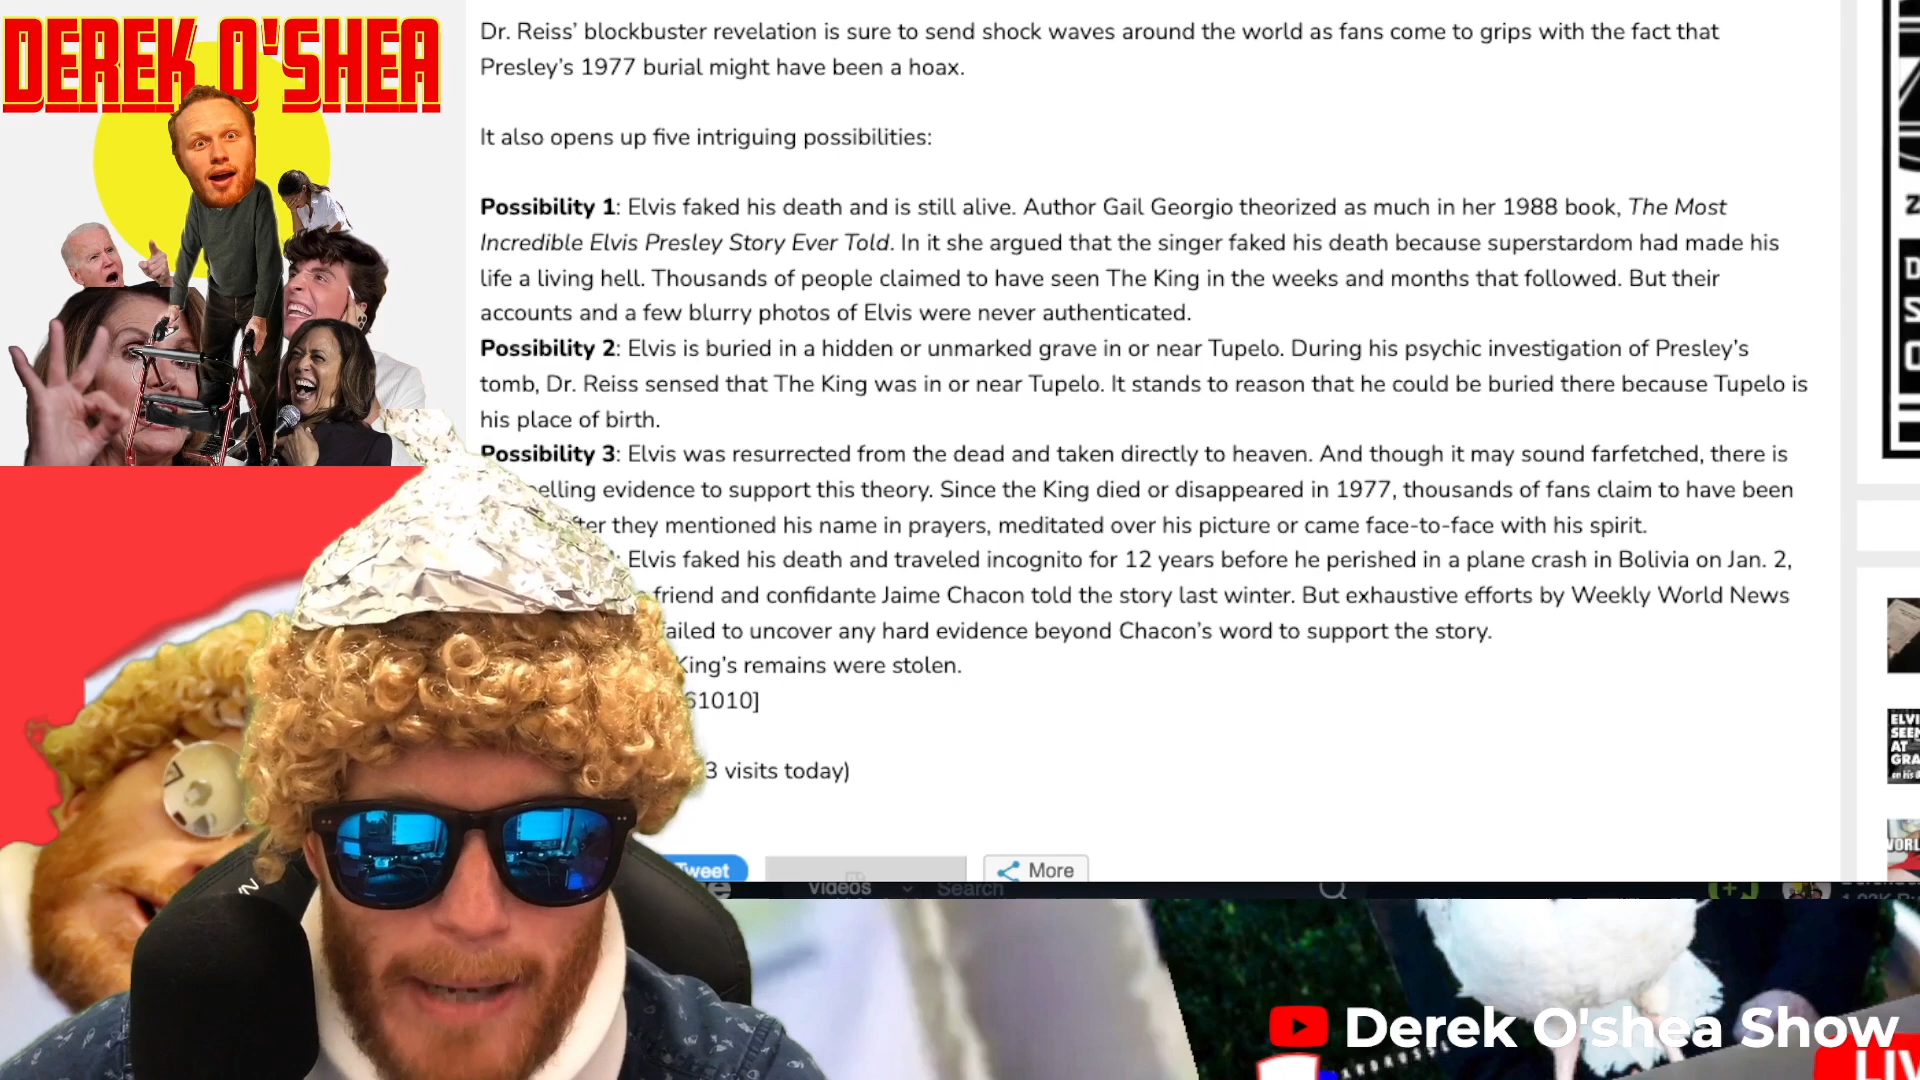 DEREK O'SHEA
Dr. Reiss’ blockbuster revelation is sure to send shock waves around the world as fans come to grips with the fact that
Presley’s 1977 burial might have been a hoax.
It also opens up five intriguing possibilities:
Possibility 1: Elvis faked his death and is still alive. Author Gail Georgio theorized as much in her 1988 book, The Most
Incredible Elvis Presley Story Ever Told. In it she argued that the singer faked his death because superstardom had made his
life a living hell. Thousands of people claimed to have seen The King in the weeks and months that followed. But their
accounts and a few blurry photos of Elvis were never authenticated.
Possibility 2: Elvis is buried in a hidden or unmarked grave in or near Tupelo. During his psychic investigation of Presley’s
tomb, Dr. Reiss sensed that The King was in or near Tupelo. It stands to reason that he could be buried there because Tupelo is
his place of birth.
Possibility 3: Elvis was resurrected from the dead and taken directly to heaven. And though it may sound farfetched, there is
elling evidence to support this theory. Since the King died or disappeared in 1977, thousands of fans claim to have been
ter they mentioned his name in prayers, meditated over his picture or came face-to-face with his spirit.
: Elvis faked his death and traveled incognito for 12 years before he perished in a plane crash in Bolivia on Jan. 2,
friend and confidante Jaime Chacon told the story last winter. But exhaustive efforts by Weekly World News
ailed to uncover any hard evidence beyond Chacon’s word to support the story.
King’s remains were stolen.
61010]
3 visits today)
Tweet
More
Videos
Search
ELVI
SEEN
AT
GRA
WORL
Derek O'shea Show
LIV